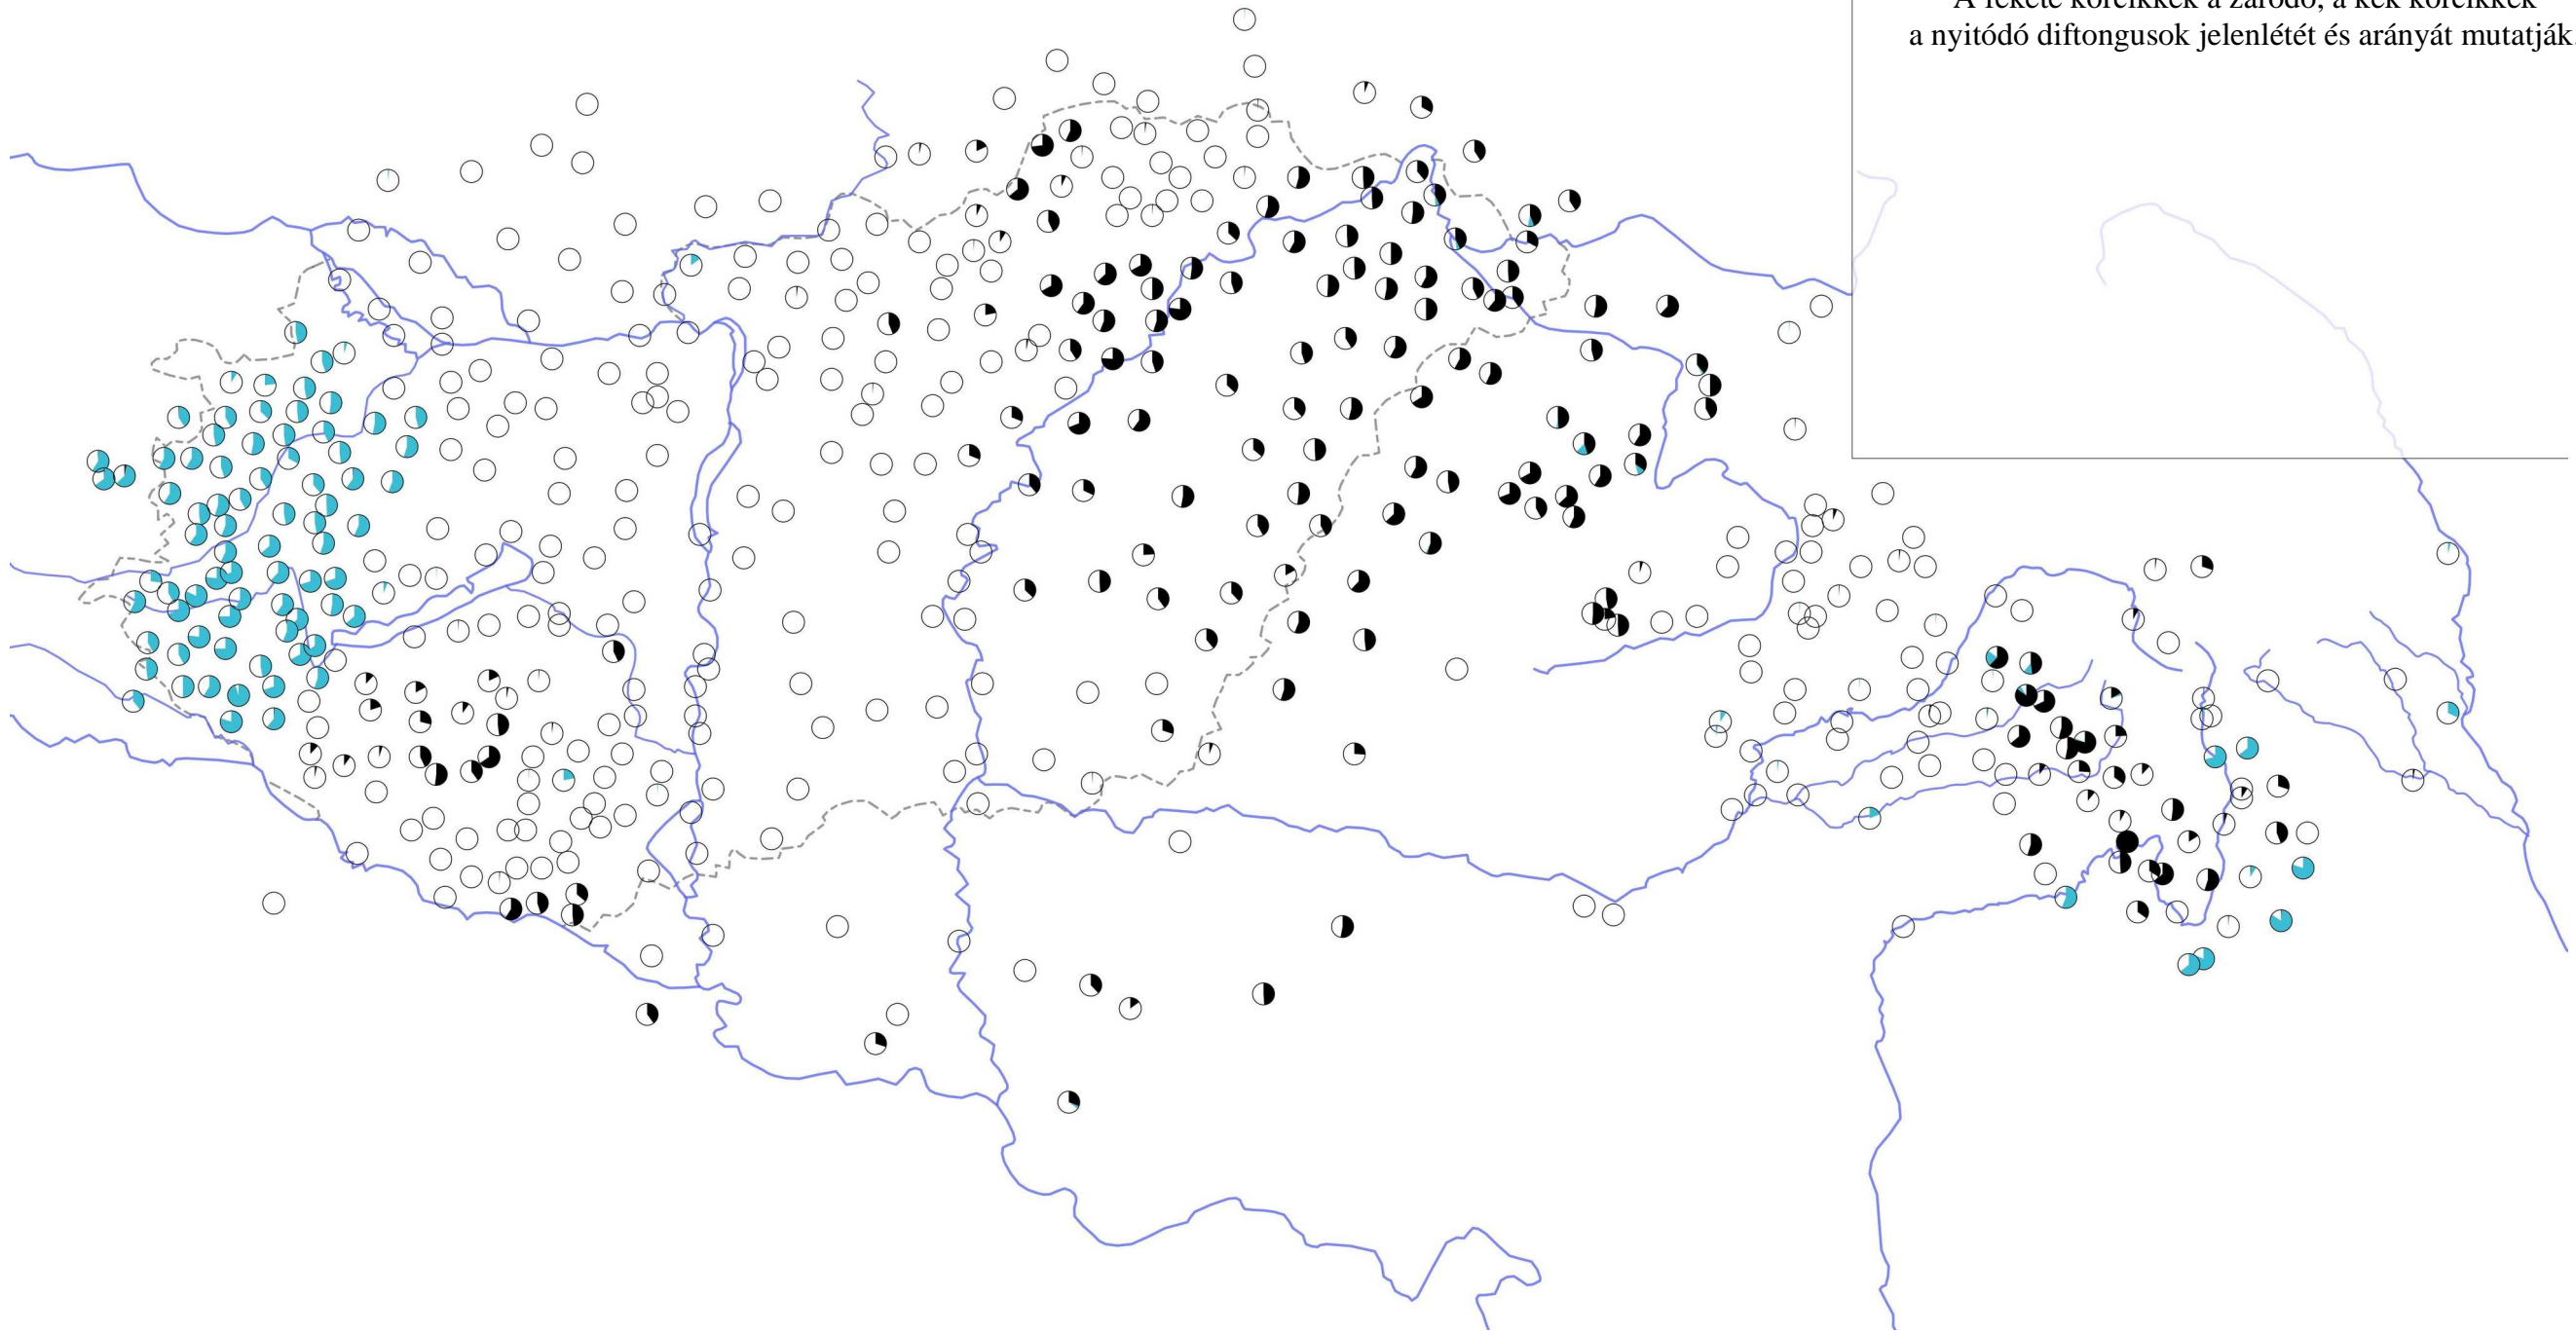 A fekete körcikkek a záródó, a kék körcikkek
a nyitódó diftongusok jelenlétét és arányát mutatják